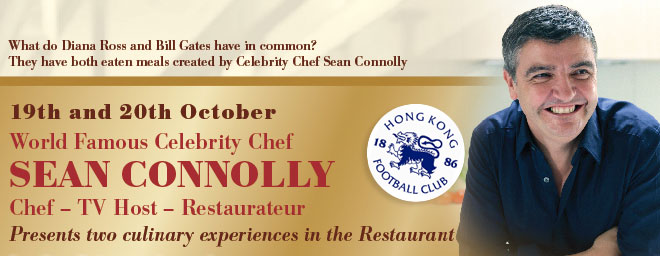 What do Diana Ross and Bill Gates have in common?
They have both eaten meals created by Celebrity Chef Sean Connolly
19th and 20th October
World Famous Celebrity Chef
SEAN CONNOLLY
Chef – TV Host – Restaurateur
Presents two culinary experiences in the Restaurant
HONG KONG
18 86
FOOTBALL CLUB